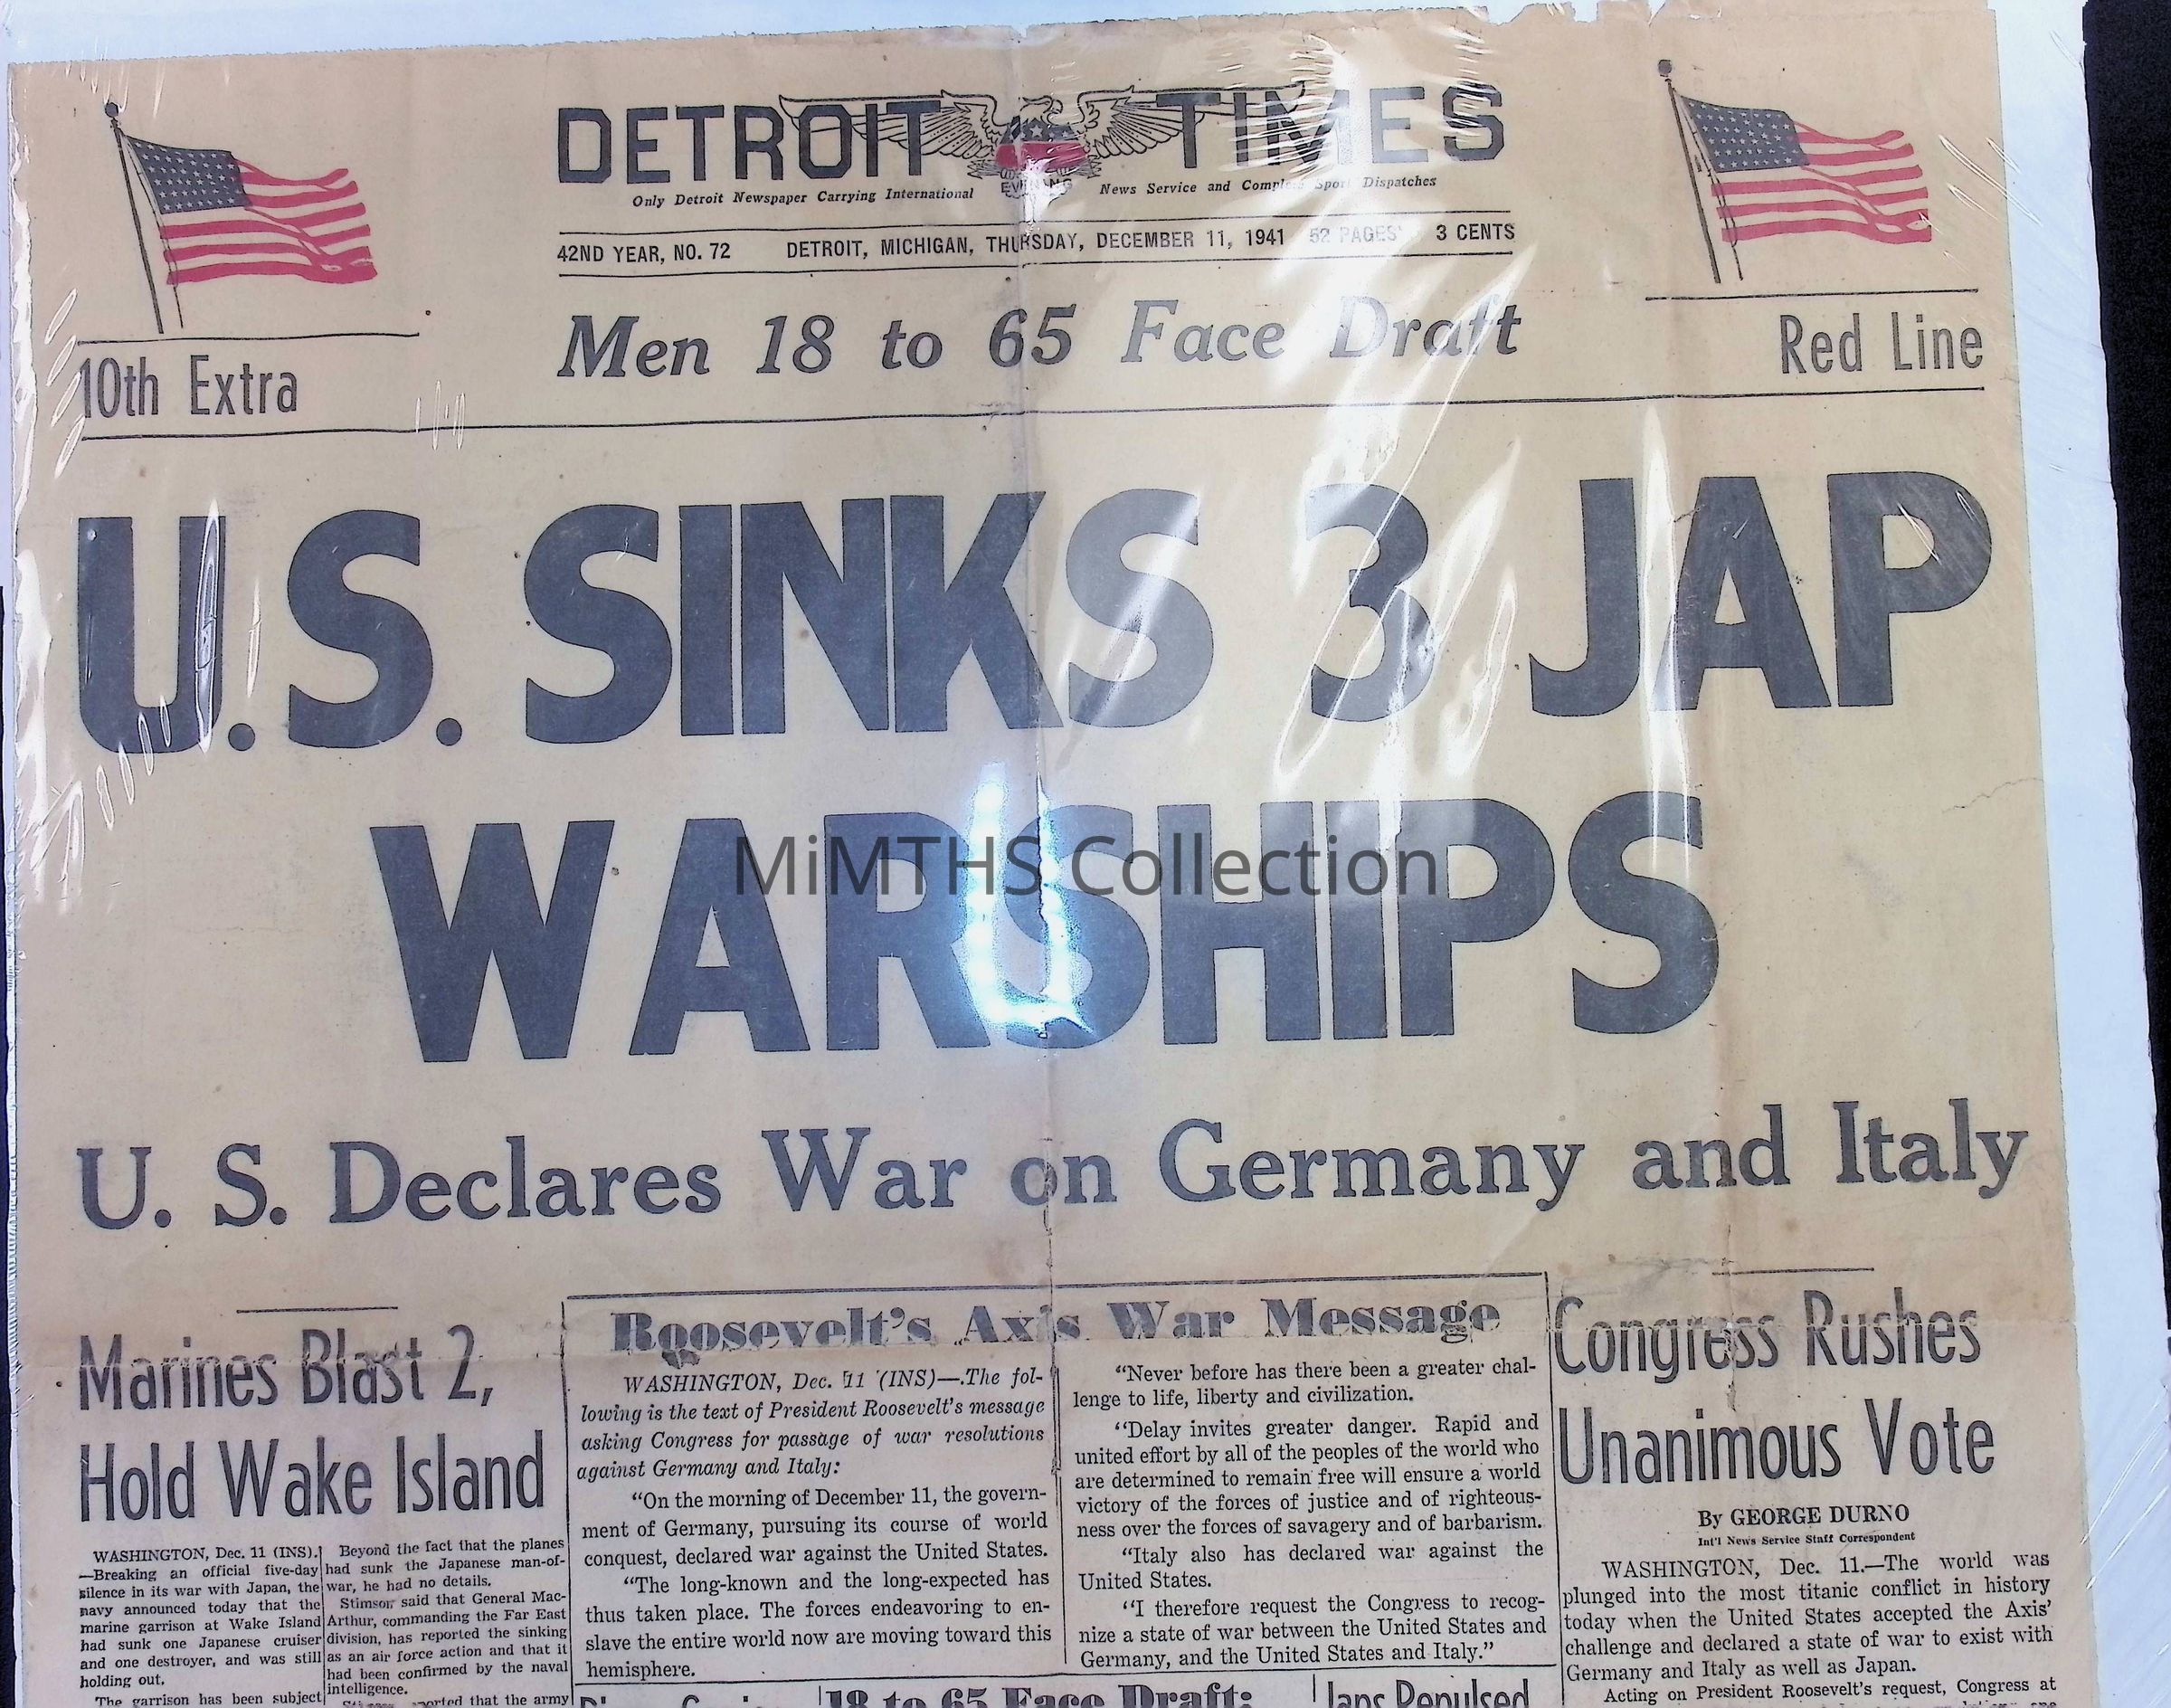 DETROIT TIMES
EVENING
Only Detroit Newspaper Carrying International News Service and Complete Sport Dispatches
42ND YEAR, NO. 72 DETROIT, MICHIGAN, THURSDAY, DECEMBER 11, 1941 52 PAGES 3 CENTS
10th Extra
Men 18 to 65 Face Draft
Red Line
U.S. SINKS 3 JAP
WARSHIPS
MiMTHS Collection
U. S. Declares War on Germany and Italy
Marines Blast 2,
Hold Wake Island
WASHINGTON, Dec. 11 (INS).
—Breaking an official five-day
silence in its war with Japan, the
navy announced today that the
marine garrison at Wake Island
had sunk one Japanese cruiser
and one destroyer, and was still
holding out.
The garrison has been subject
Beyond the fact that the planes
had sunk the Japanese man-of-
war, he had no details.
Stimson said that General Mac-
Arthur, commanding the Far East
division, has reported the sinking
as an air force action and that it
had been confirmed by the naval
intelligence.
that the army
Roosevelt's Axis War Message
WASHINGTON, Dec. 11 (INS)—.The fol-
lowing is the text of President Roosevelt's message
asking Congress for passage of war resolutions
against Germany and Italy:
"On the morning of December 11, the govern-
ment of Germany, pursuing its course of world
conquest, declared war against the United States.
"The long-known and the long-expected has
thus taken place. The forces endeavoring to en-
slave the entire world now are moving toward this
hemisphere.
"Never before has there been a greater chal-
lenge to life, liberty and civilization.
"Delay invites greater danger. Rapid and
united effort by all of the peoples of the world who
are determined to remain free will ensure a world
victory of the forces of justice and of righteous-
ness over the forces of savagery and of barbarism.
"Italy also has declared war against the
United States.
"I therefore request the Congress to recog-
nize a state of war between the United States and
Germany, and the United States and Italy."
18 to 65 Face Draft:
Japs Repulsed
Congress Rushes
Unanimous Vote
By GEORGE DURNO
Int'l News Service Staff Correspondent
WASHINGTON, Dec. 11.—The world was
plunged into the most titanic conflict in history
today when the United States accepted the Axis'
challenge and declared a state of war to exist with
Germany and Italy as well as Japan.
Acting on President Roosevelt's request, Congress at